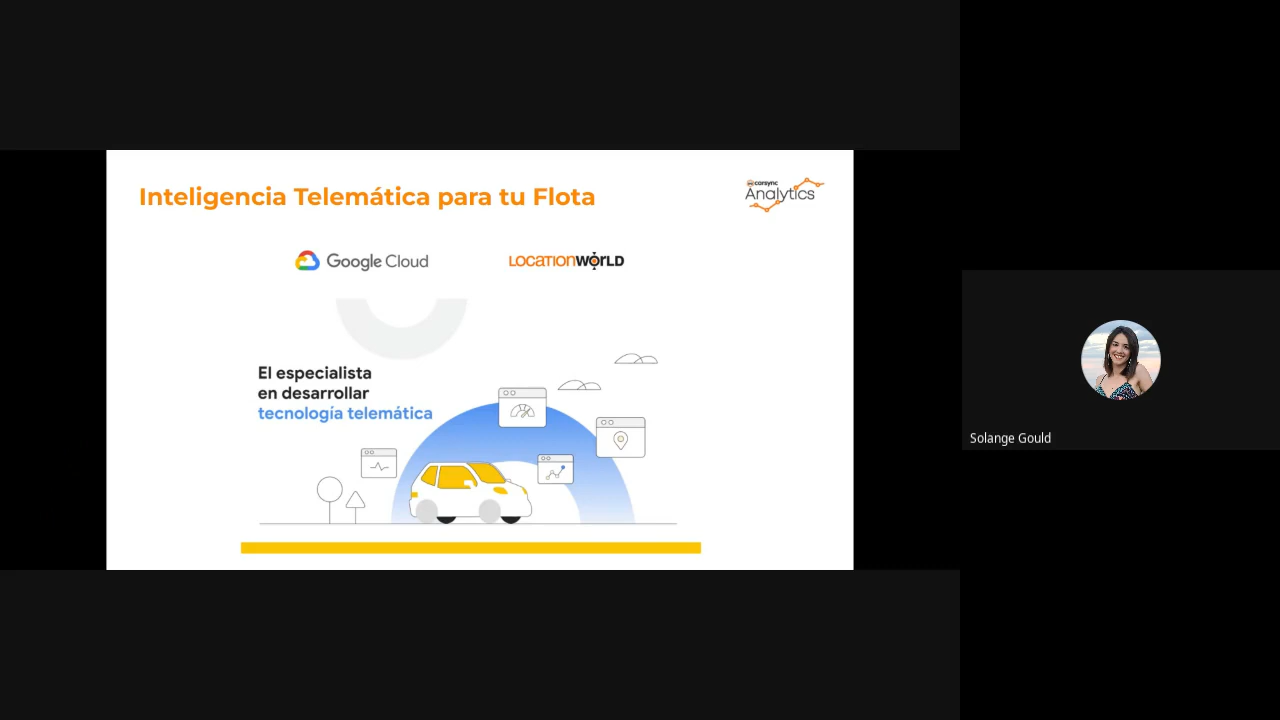 Inteligencia Telemática para tu Flota
carsync
Analytics
Google Cloud
LOCATIONWORLD
El especialista
en desarrollar
tecnología telemática
Solange Gould